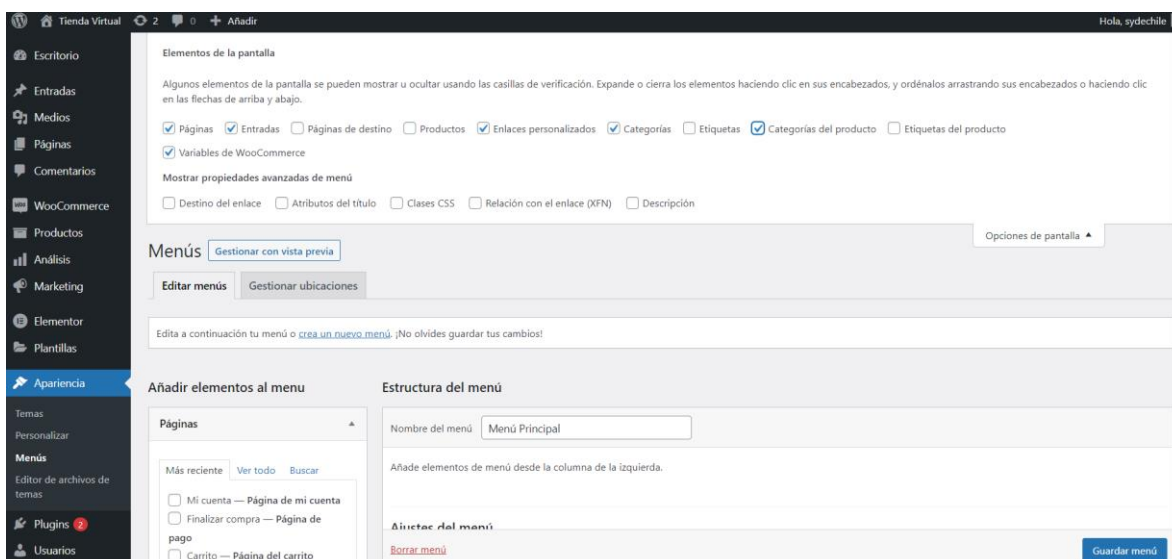 Tienda Virtual 2 0 + Añadir Hola, sydechile
Escritorio
Entradas
Medios
Páginas
Comentarios
WooCommerce
Productos
Análisis
Marketing
Elementor
Plantillas
Apariencia
Temas
Personalizar
Menús
Editor de archivos de
temas
Plugins 2
Usuarios
Elementos de la pantalla
Algunos elementos de la pantalla se pueden mostrar u ocultar usando las casillas de verificación. Expande o cierra los elementos haciendo clic en sus encabezados, y ordénalos arrastrando sus encabezados o haciendo clic
en las flechas de arriba y abajo.
Páginas Entradas Páginas de destino Productos Enlaces personalizados Categorías Etiquetas Categorías del producto Etiquetas del producto
Variables de WooCommerce
Mostrar propiedades avanzadas de menú
Destino del enlace Atributos del título Clases CSS Relación con el enlace (XFN) Descripción
Opciones de pantalla
Menús Gestionar con vista previa
Editar menús Gestionar ubicaciones
Edita a continuación tu menú o crea un nuevo menú. ¡No olvides guardar tus cambios!
Añadir elementos al menu
Páginas
Más reciente Ver todo Buscar
Mi cuenta — Página de mi cuenta
Finalizar compra — Página de
pago
Carrito — Página del carrito
Estructura del menú
Nombre del menú Menú Principal
Añade elementos de menú desde la columna de la izquierda.
Ajustes del menú
Borrar menú Guardar menú